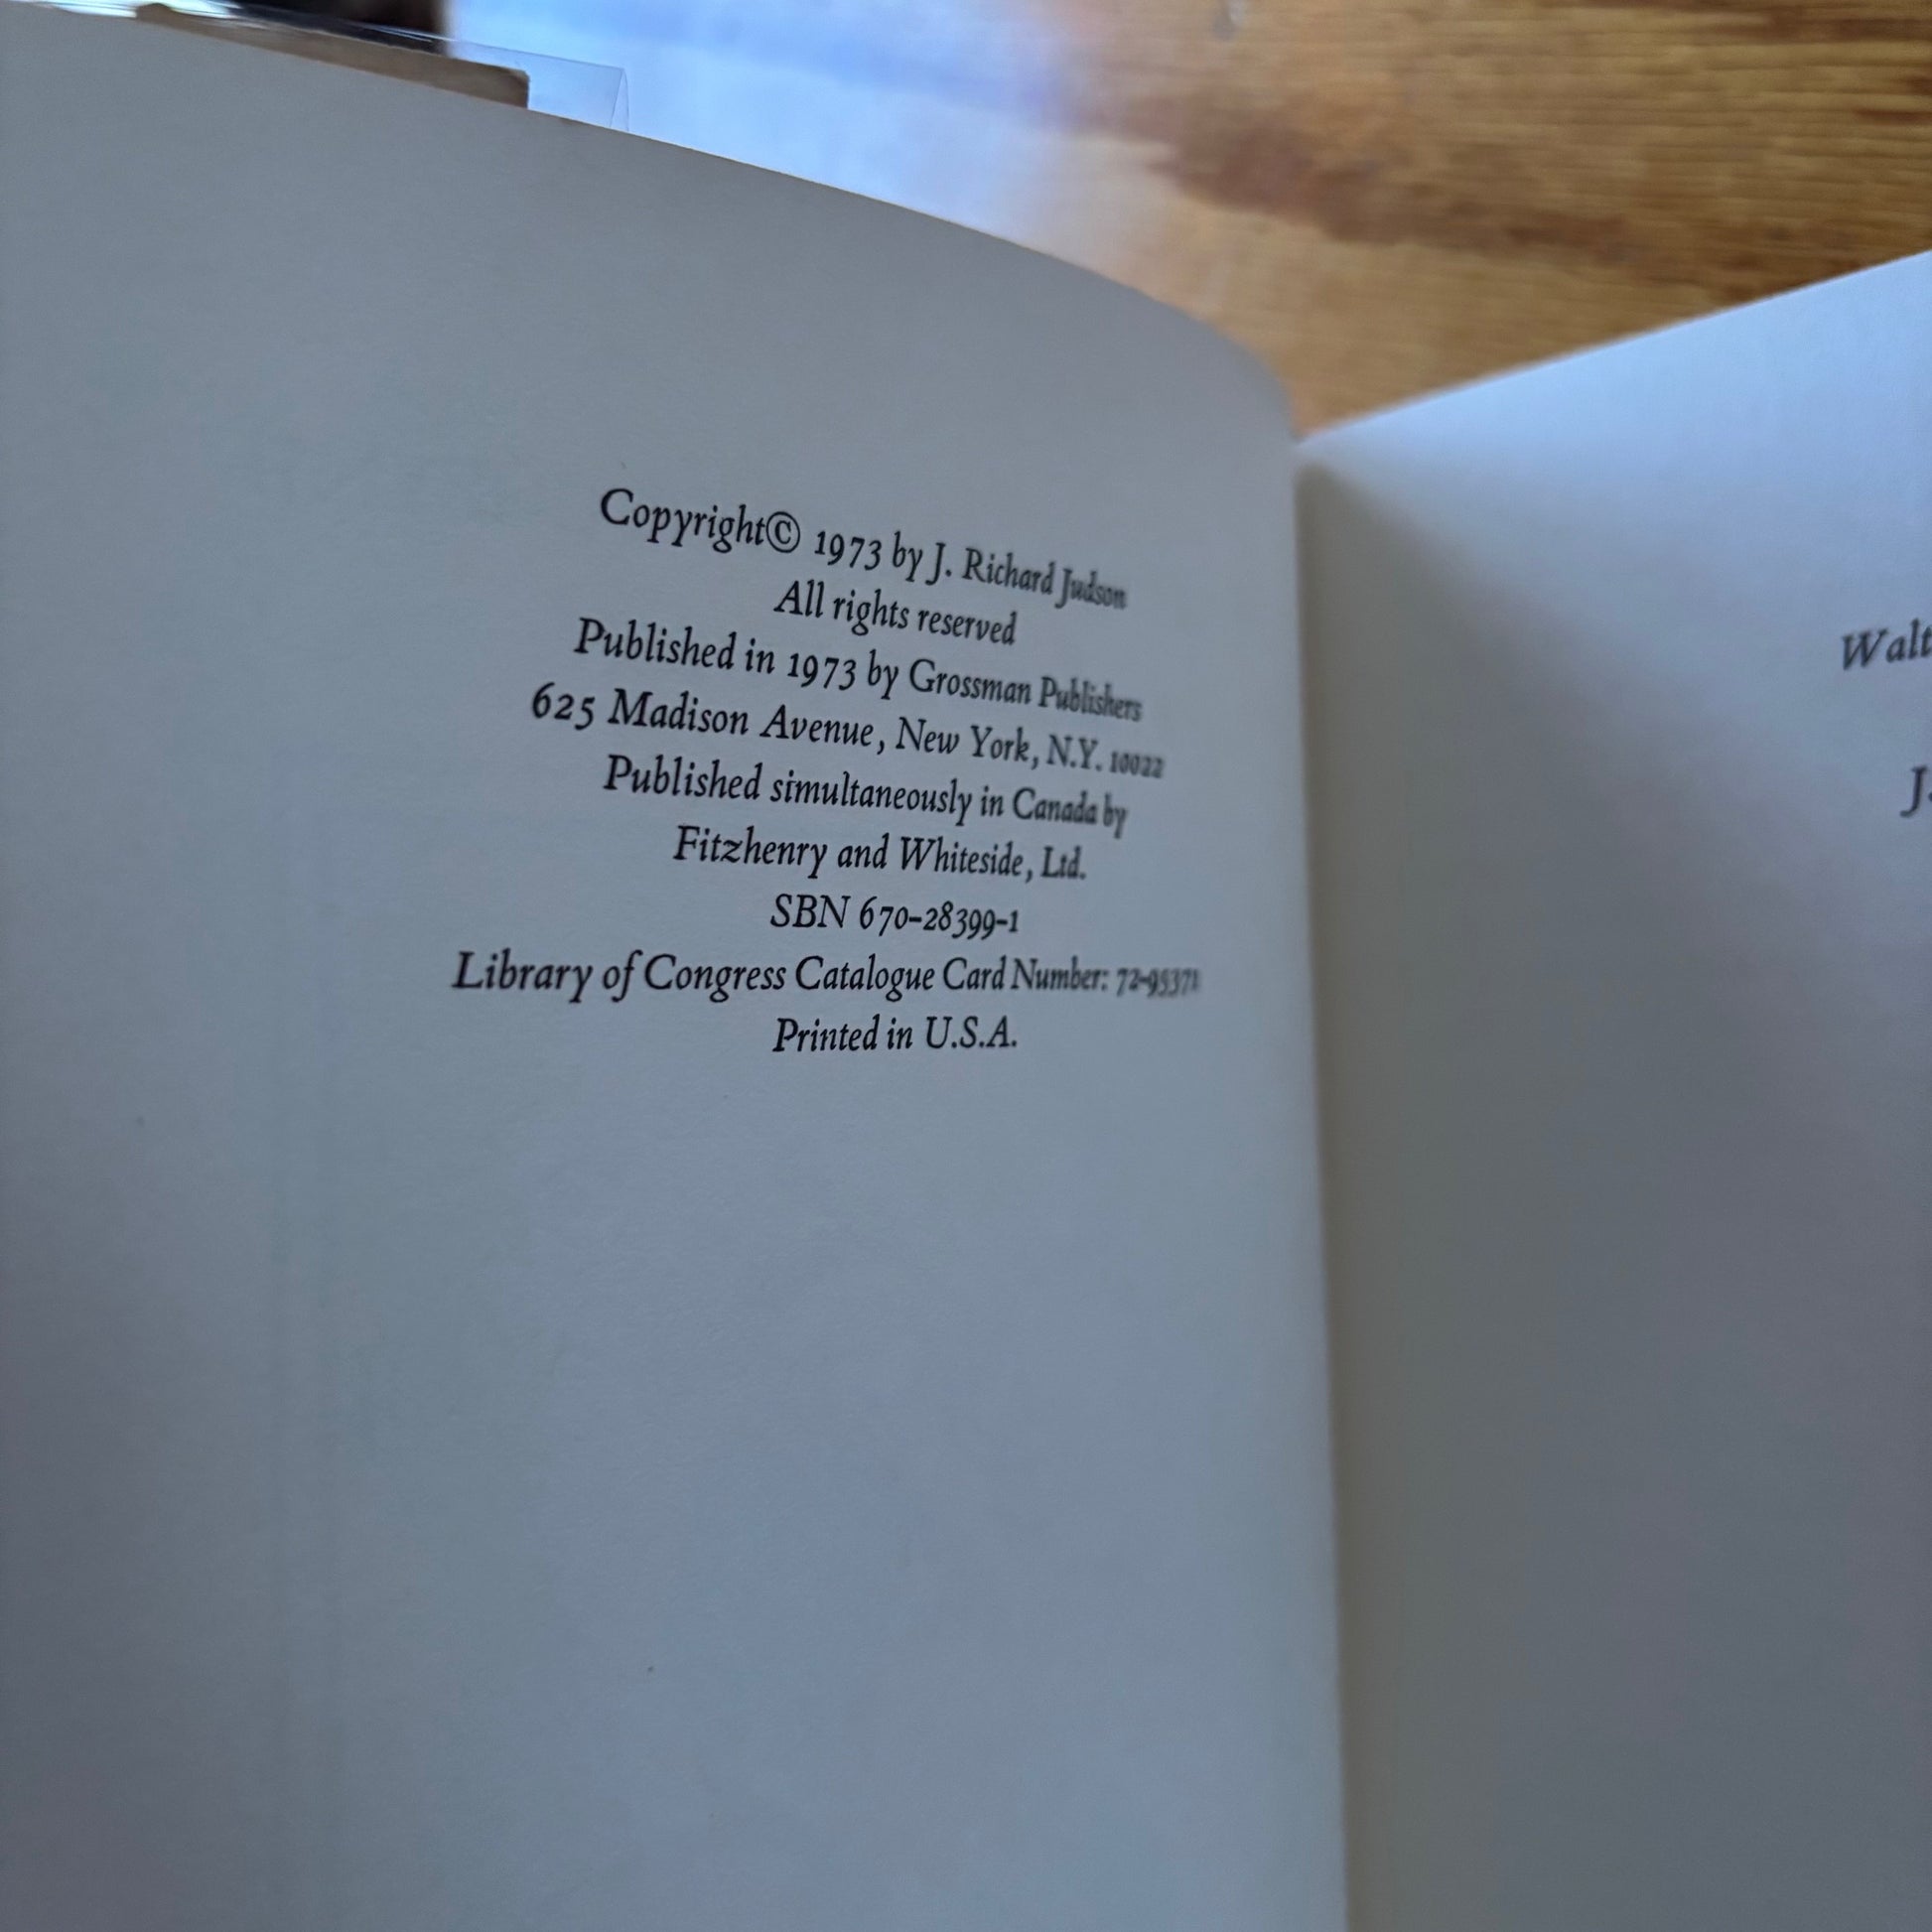 Copyright© 1973 by J. Richard Judson
All rights reserved
Published in 1973 by Grossman Publishers
625 Madison Avenue, New York, N.Y. 10022
Published simultaneously in Canada by
Fitzhenry and Whiteside, Ltd.
SBN 670-28399-1
Library of Congress Catalogue Card Number: 72-95371
Printed in U.S.A.
Walt
J.